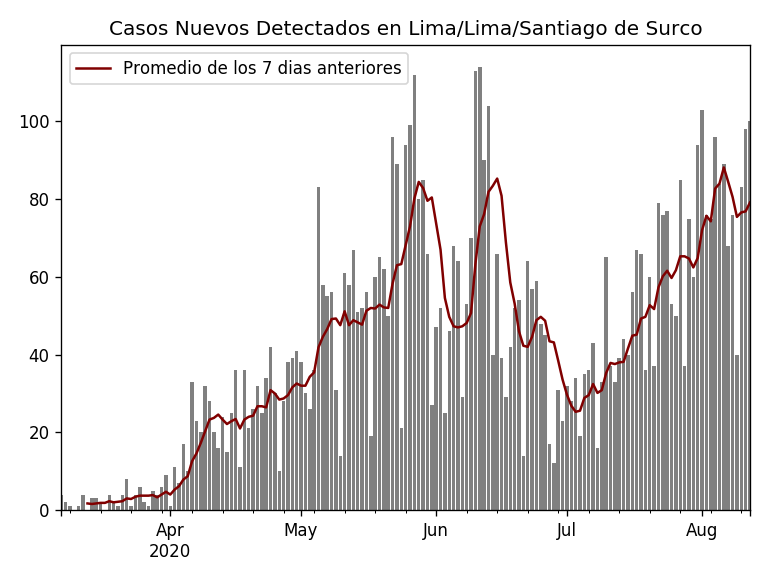 Casos Nuevos Detectados en Lima/Lima/Santiago de Surco
Promedio de los 7 dias anteriores
100
80
60
40
20
0
Apr
2020
May
Jun
Jul
Aug